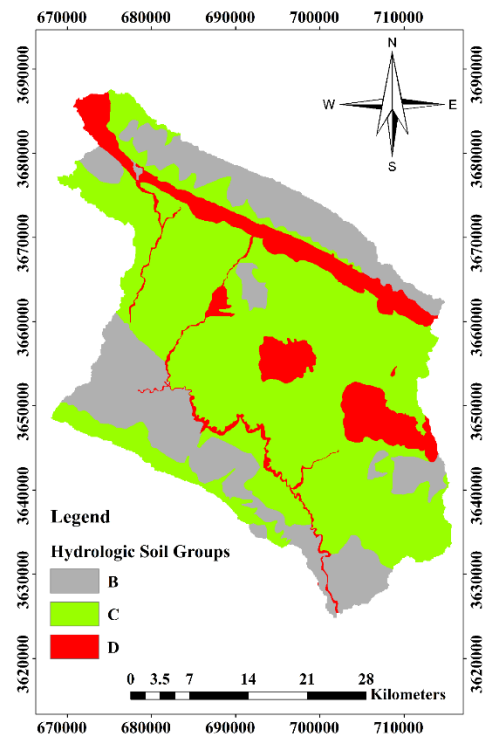 670000 680000 690000 700000 710000
3690000
3680000
3670000
3660000
3650000
3640000
3630000
3620000
N
W E
S
3690000
3680000
3670000
3660000
3650000
3640000
3630000
3620000
Legend
Hydrologic Soil Groups
B
C
D
0 3.5 7 14 21 28
Kilometers
670000 680000 690000 700000 710000